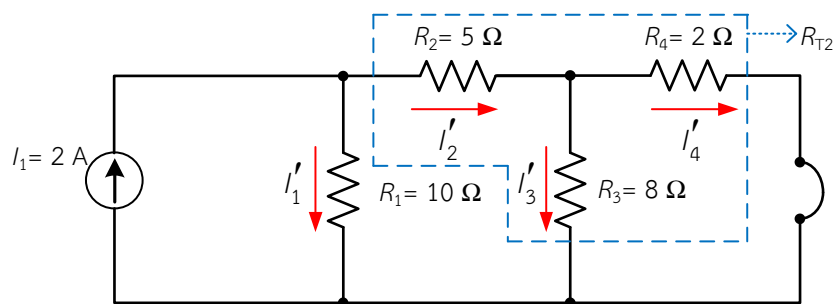 R2= 5 Ω
R4= 2 Ω
RT2
I1= 2 A
I'1
R1= 10 Ω
I'2
I'3
R3= 8 Ω
I'4